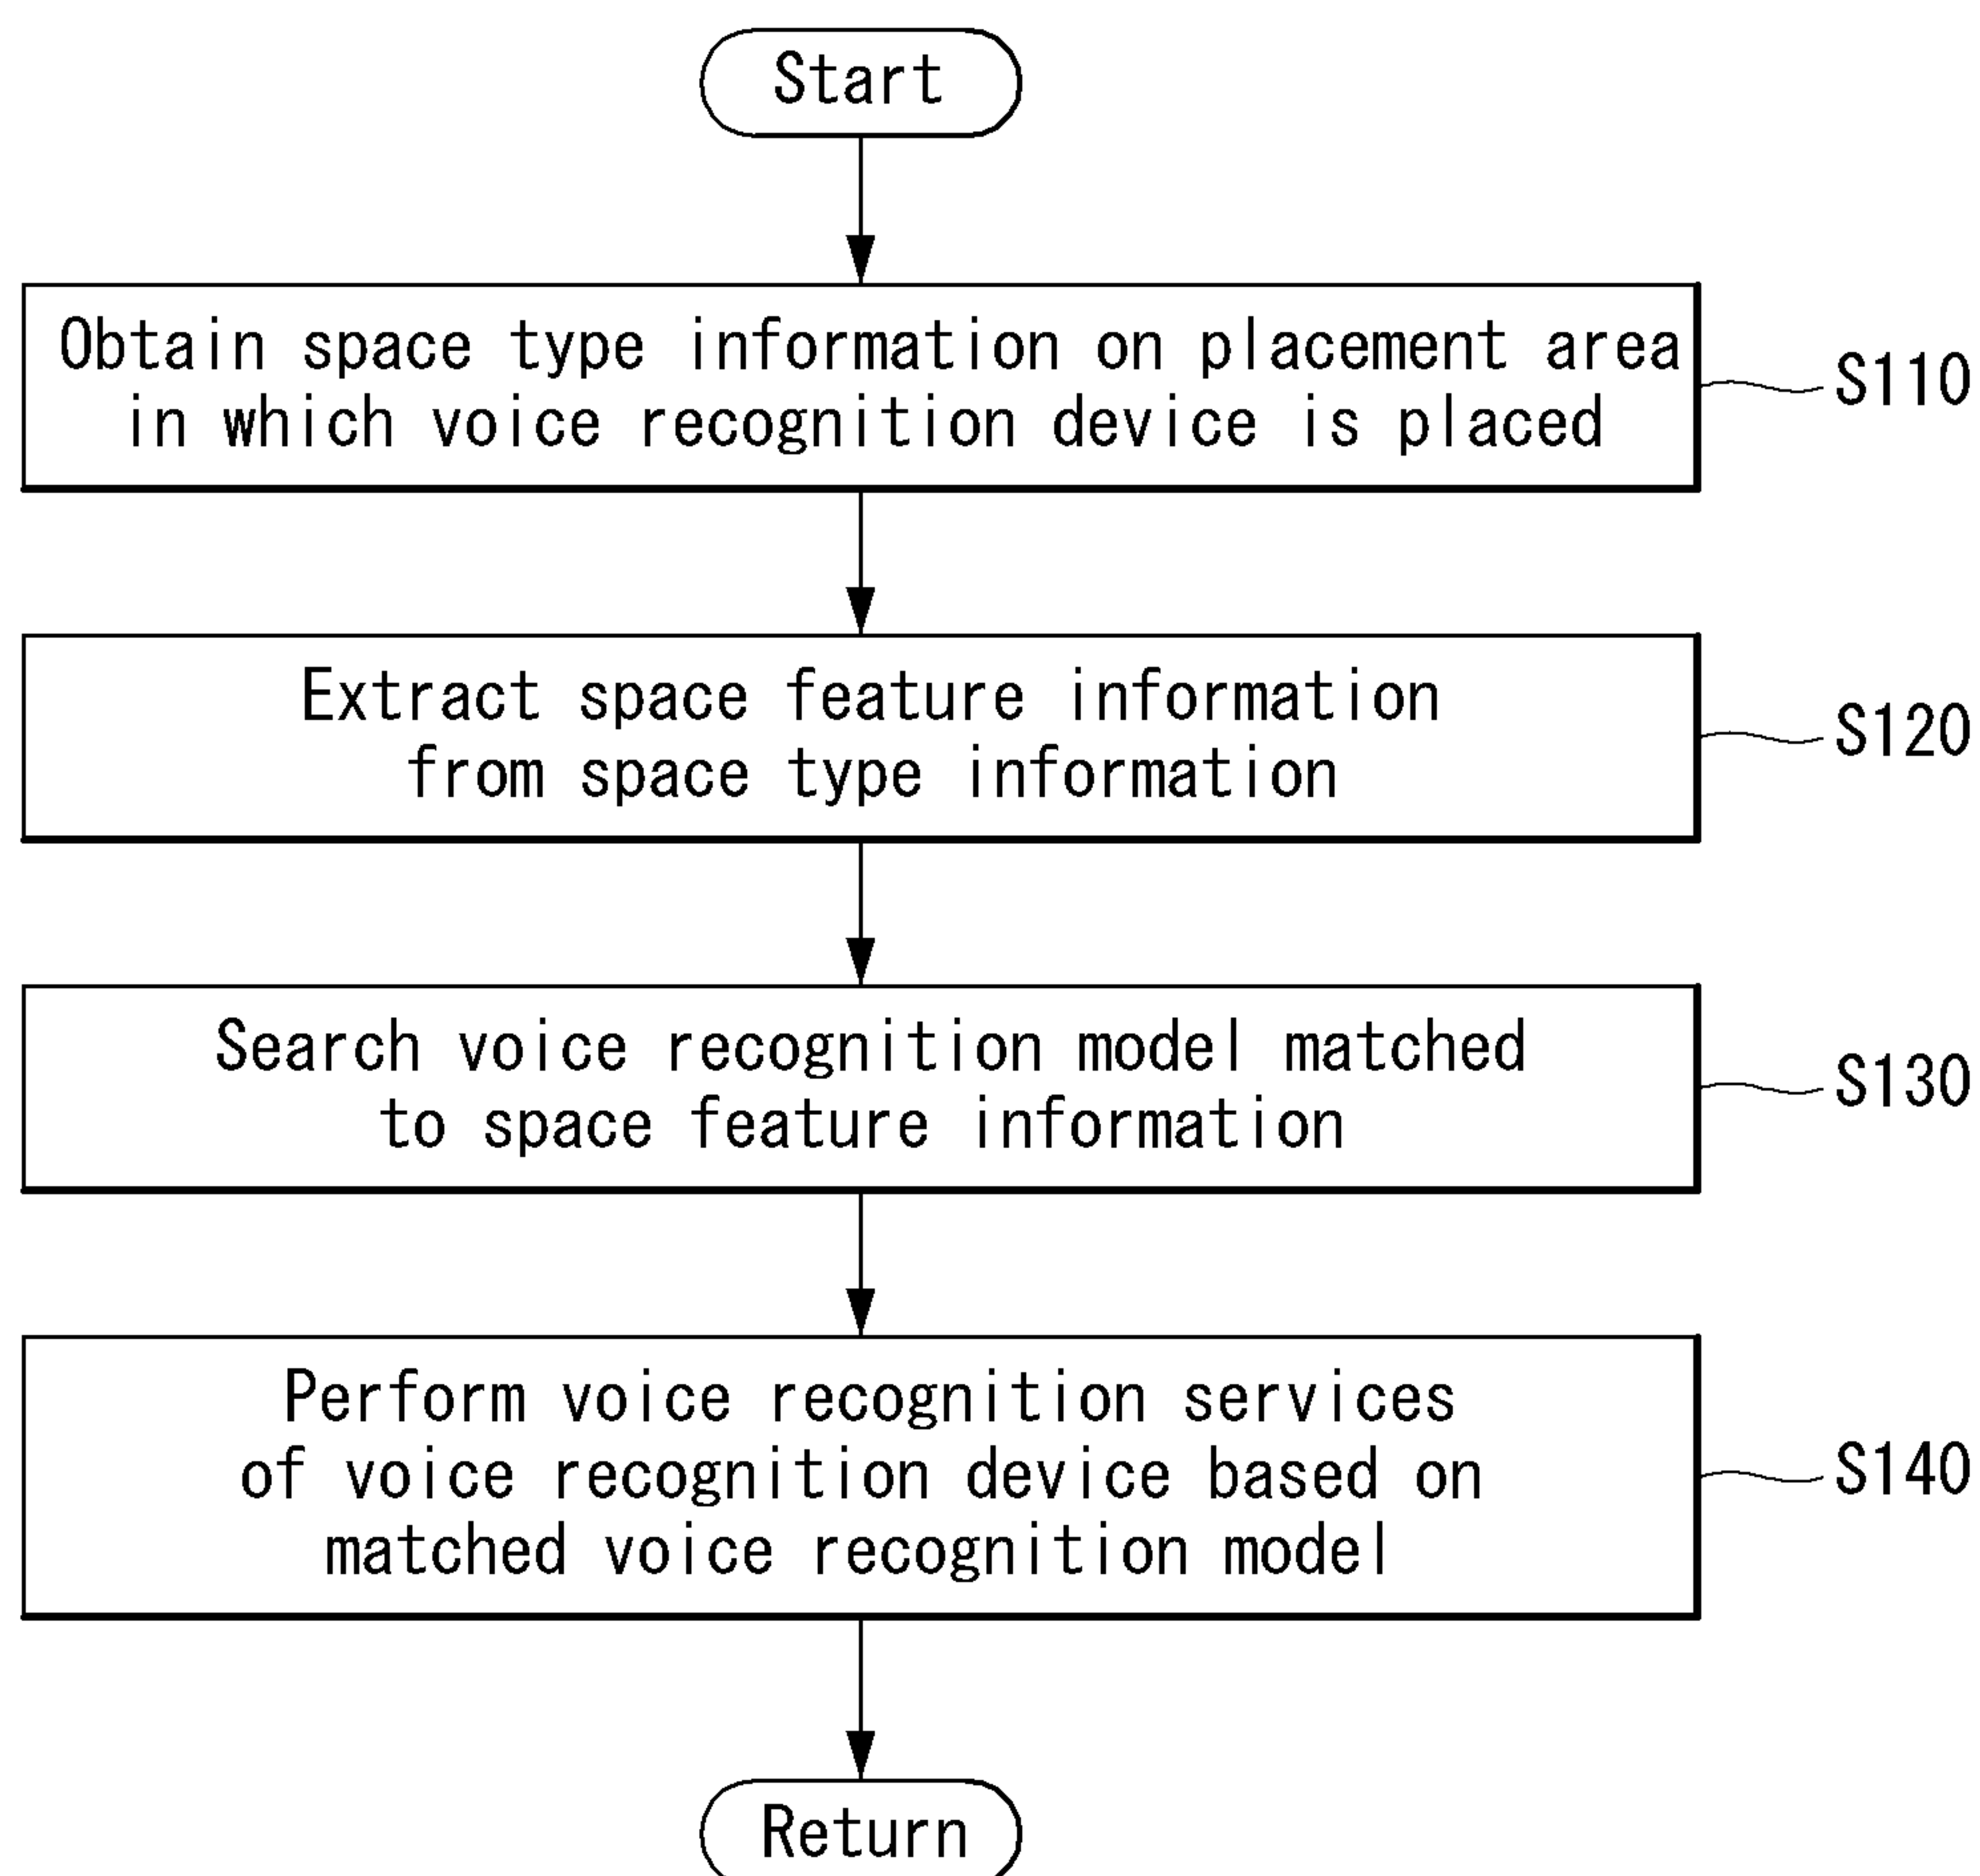 Start
Obtain space type information on placement area
in which voice recognition device is placed
S110
Extract space feature information
from space type information
S120
Search voice recognition model matched
to space feature information
S130
Perform voice recognition services
of voice recognition device based on
matched voice recognition model
S140
Return